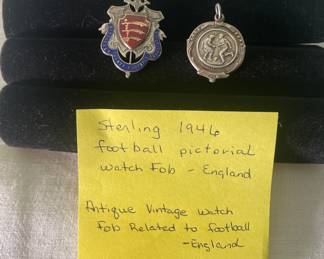 Sterling 1946
football pictorial
watch Fob - England
Antique Vintage watch
Fob Related to football
-England